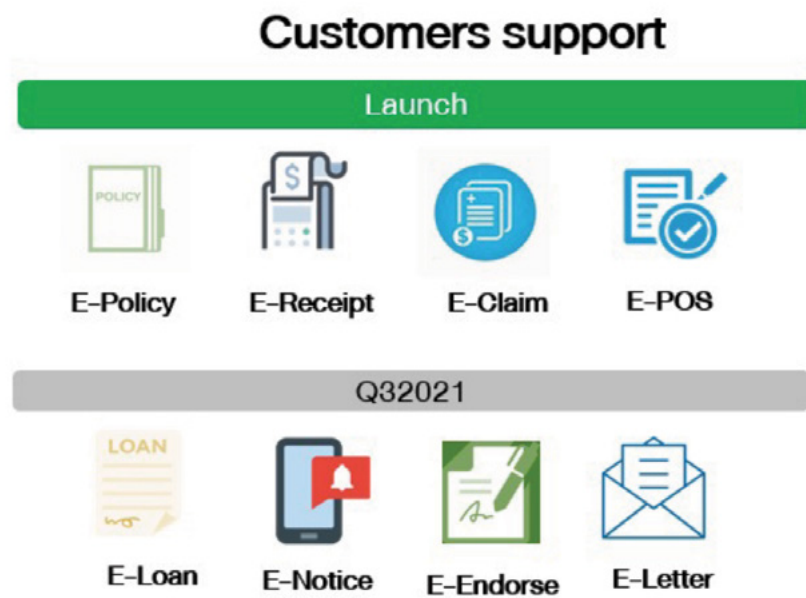 Customers support
Launch
POLICY
$
$
E-Policy E-Receipt E-Claim E-POS
Q32021
LOAN
E-Loan E-Notice E-Endorse E-Letter